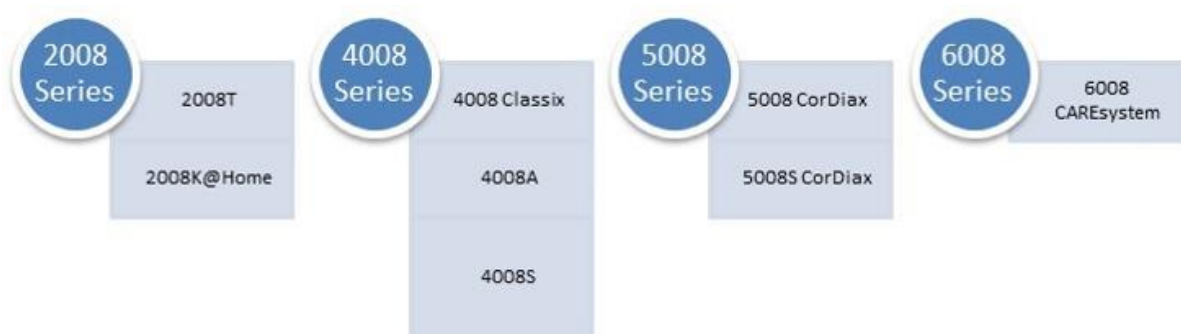 2008
Series
2008T
2008K@Home
4008
Series
4008 Classix
4008A
4008S
5008
Series
5008 CorDiax
5008S CorDiax
6008
Series
6008
CAREsystem